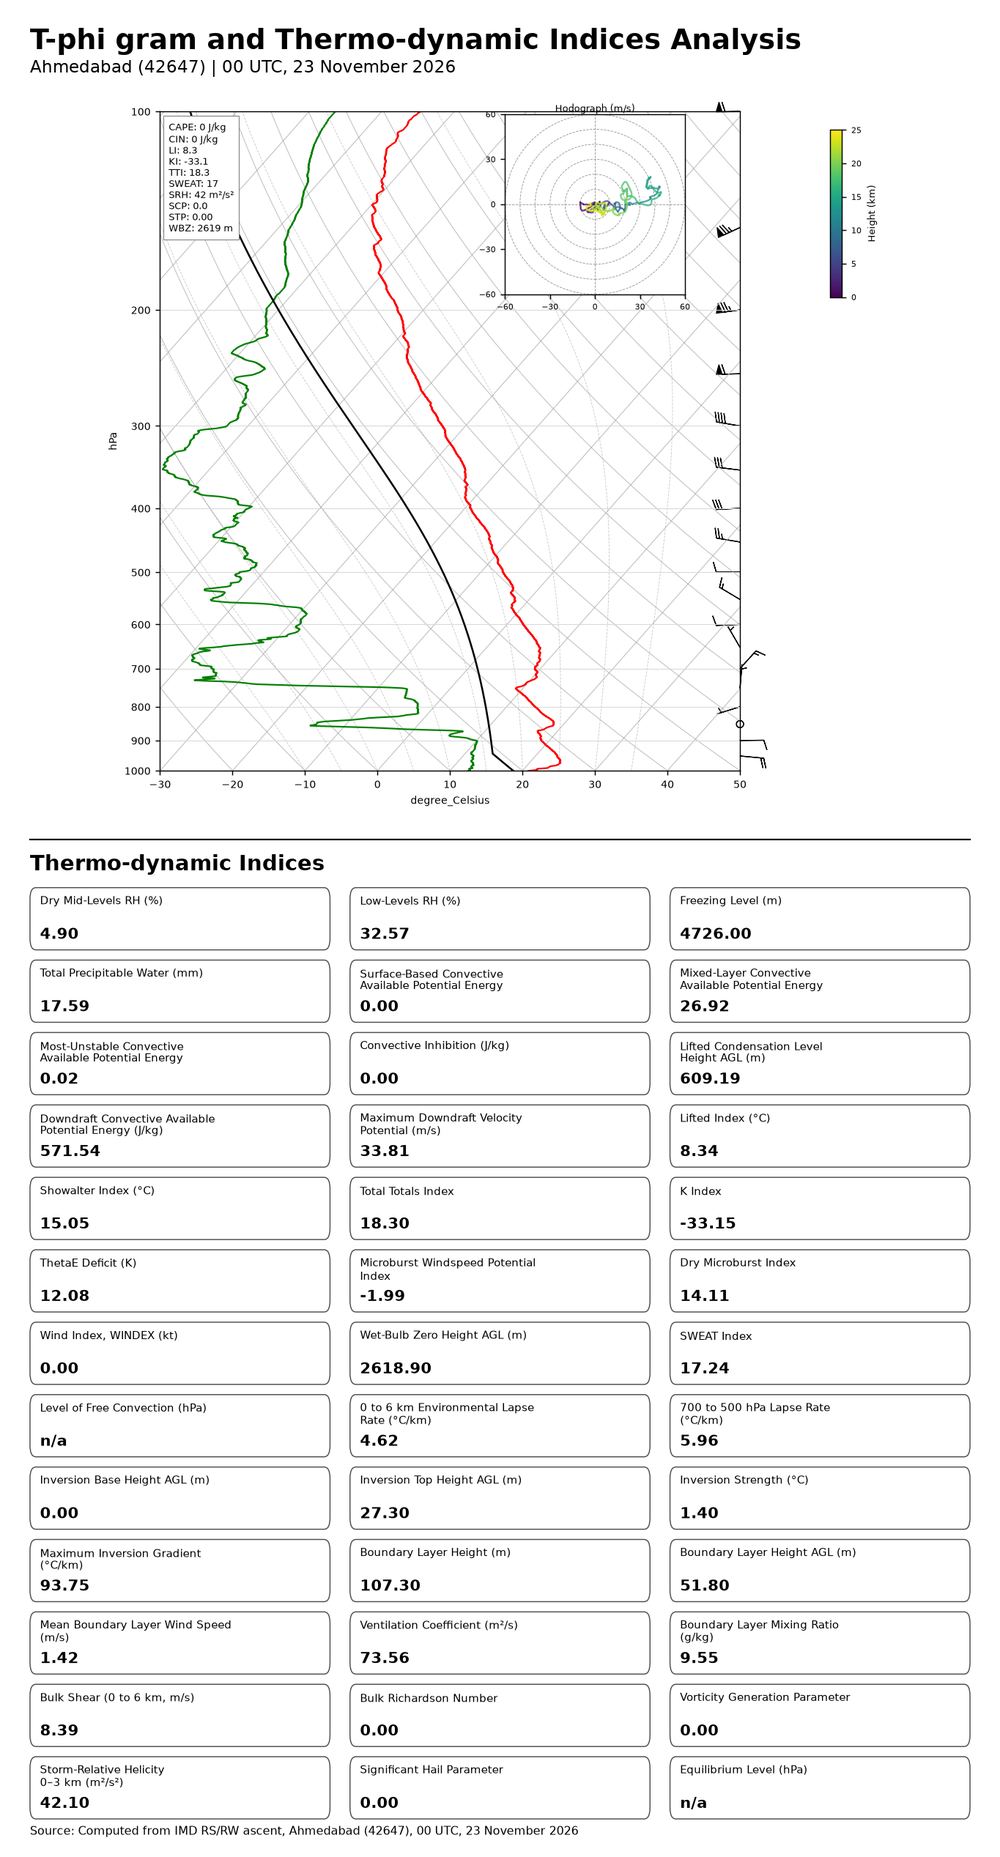 T-phi gram and Thermo-dynamic Indices Analysis
Ahmedabad (42647) | 00 UTC, 23 November 2026
Hodograph (m/s)
CAPE: 0 J/kg
CIN: 0 J/kg
LI: 8.3
KI: -33.1
TTI: 18.3
SWEAT: 17
SRH: 42 m²/s²
SCP: 0.0
STP: 0.00
WBZ: 2619 m
60
30
0
−30
−60
−60 −30 0 30 60
25
20
15
10
5
0
Height (km)
100
200
300
400
500
600
700
800
900
1000
hPa
−30 −20 −10 0 10 20 30 40 50
degree_Celsius
Thermo-dynamic Indices
Dry Mid-Levels RH (%)
4.90
Low-Levels RH (%)
32.57
Freezing Level (m)
4726.00
Total Precipitable Water (mm)
17.59
Surface-Based Convective
Available Potential Energy
0.00
Mixed-Layer Convective
Available Potential Energy
26.92
Most-Unstable Convective
Available Potential Energy
0.02
Convective Inhibition (J/kg)
0.00
Lifted Condensation Level
Height AGL (m)
609.19
Downdraft Convective Available
Potential Energy (J/kg)
571.54
Maximum Downdraft Velocity
Potential (m/s)
33.81
Lifted Index (°C)
8.34
Showalter Index (°C)
15.05
Total Totals Index
18.30
K Index
-33.15
ThetaE Deficit (K)
12.08
Microburst Windspeed Potential
Index
-1.99
Dry Microburst Index
14.11
Wind Index, WINDEX (kt)
0.00
Wet-Bulb Zero Height AGL (m)
2618.90
SWEAT Index
17.24
Level of Free Convection (hPa)
n/a
0 to 6 km Environmental Lapse
Rate (°C/km)
4.62
700 to 500 hPa Lapse Rate
(°C/km)
5.96
Inversion Base Height AGL (m)
0.00
Inversion Top Height AGL (m)
27.30
Inversion Strength (°C)
1.40
Maximum Inversion Gradient
(°C/km)
93.75
Boundary Layer Height (m)
107.30
Boundary Layer Height AGL (m)
51.80
Mean Boundary Layer Wind Speed
(m/s)
1.42
Ventilation Coefficient (m²/s)
73.56
Boundary Layer Mixing Ratio
(g/kg)
9.55
Bulk Shear (0 to 6 km, m/s)
8.39
Bulk Richardson Number
0.00
Vorticity Generation Parameter
0.00
Storm-Relative Helicity
0–3 km (m²/s²)
42.10
Significant Hail Parameter
0.00
Equilibrium Level (hPa)
n/a
Source: Computed from IMD RS/RW ascent, Ahmedabad (42647), 00 UTC, 23 November 2026